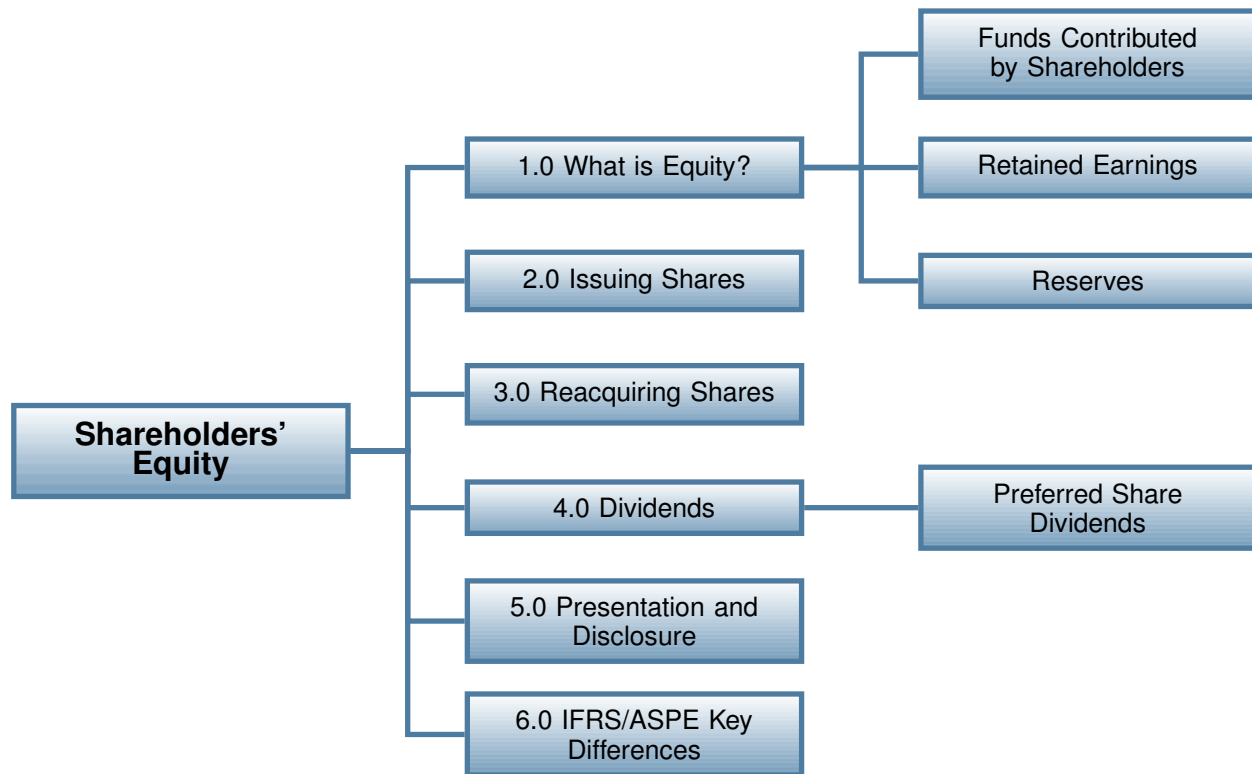 Shareholders’
Equity
1.0 What is Equity?
Funds Contributed
by Shareholders
Retained Earnings
Reserves
2.0 Issuing Shares
3.0 Reacquiring Shares
4.0 Dividends
Preferred Share
Dividends
5.0 Presentation and
Disclosure
6.0 IFRS/ASPE Key
Differences